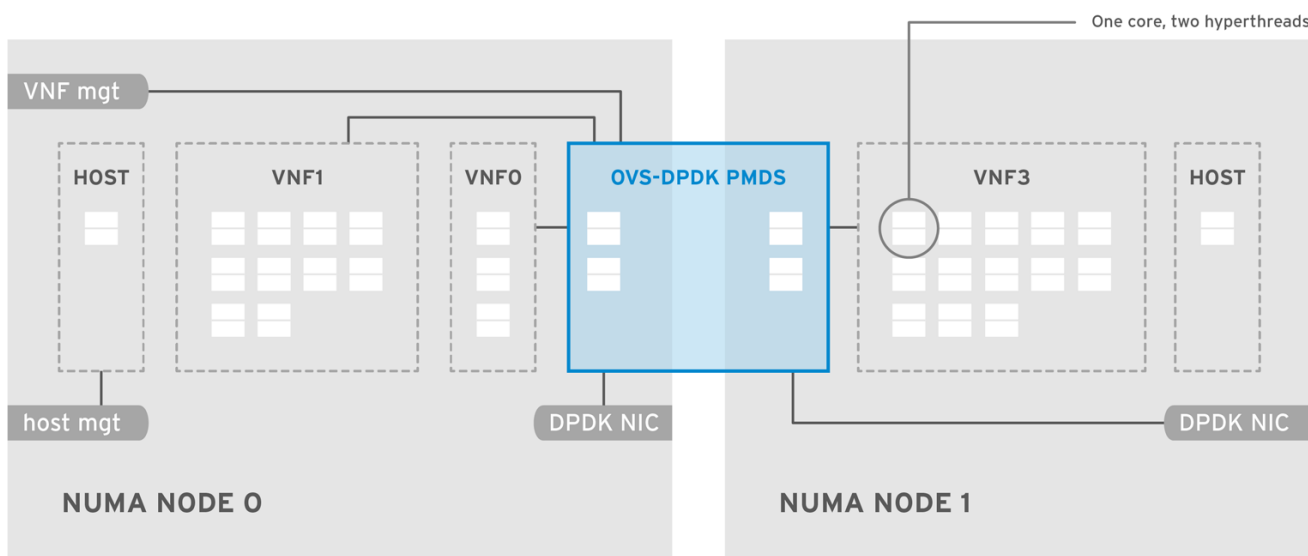 One core, two hyperthreads
VNF mgt
HOST
VNF1
VNF0
OVS-DPDK PMDS
VNF3
HOST
host mgt
DPDK NIC
DPDK NIC
NUMA NODE 0
NUMA NODE 1